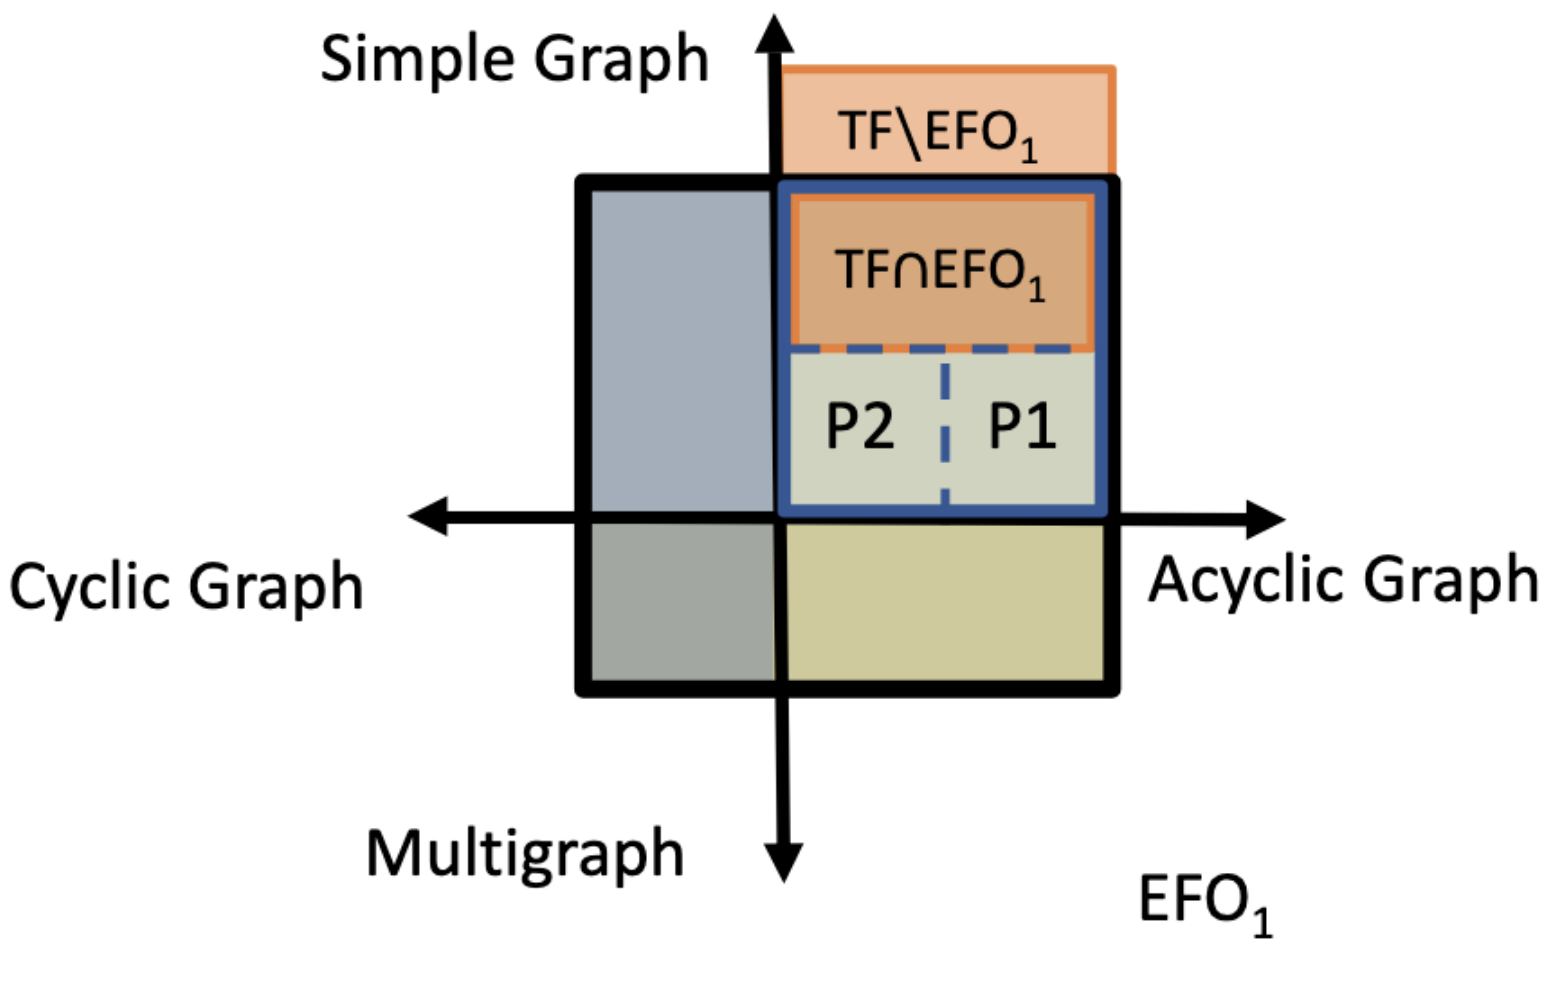 Simple Graph
TF\EFO₁
TF∩EFO₁
P2
P1
Cyclic Graph
Acyclic Graph
Multigraph
EFO₁